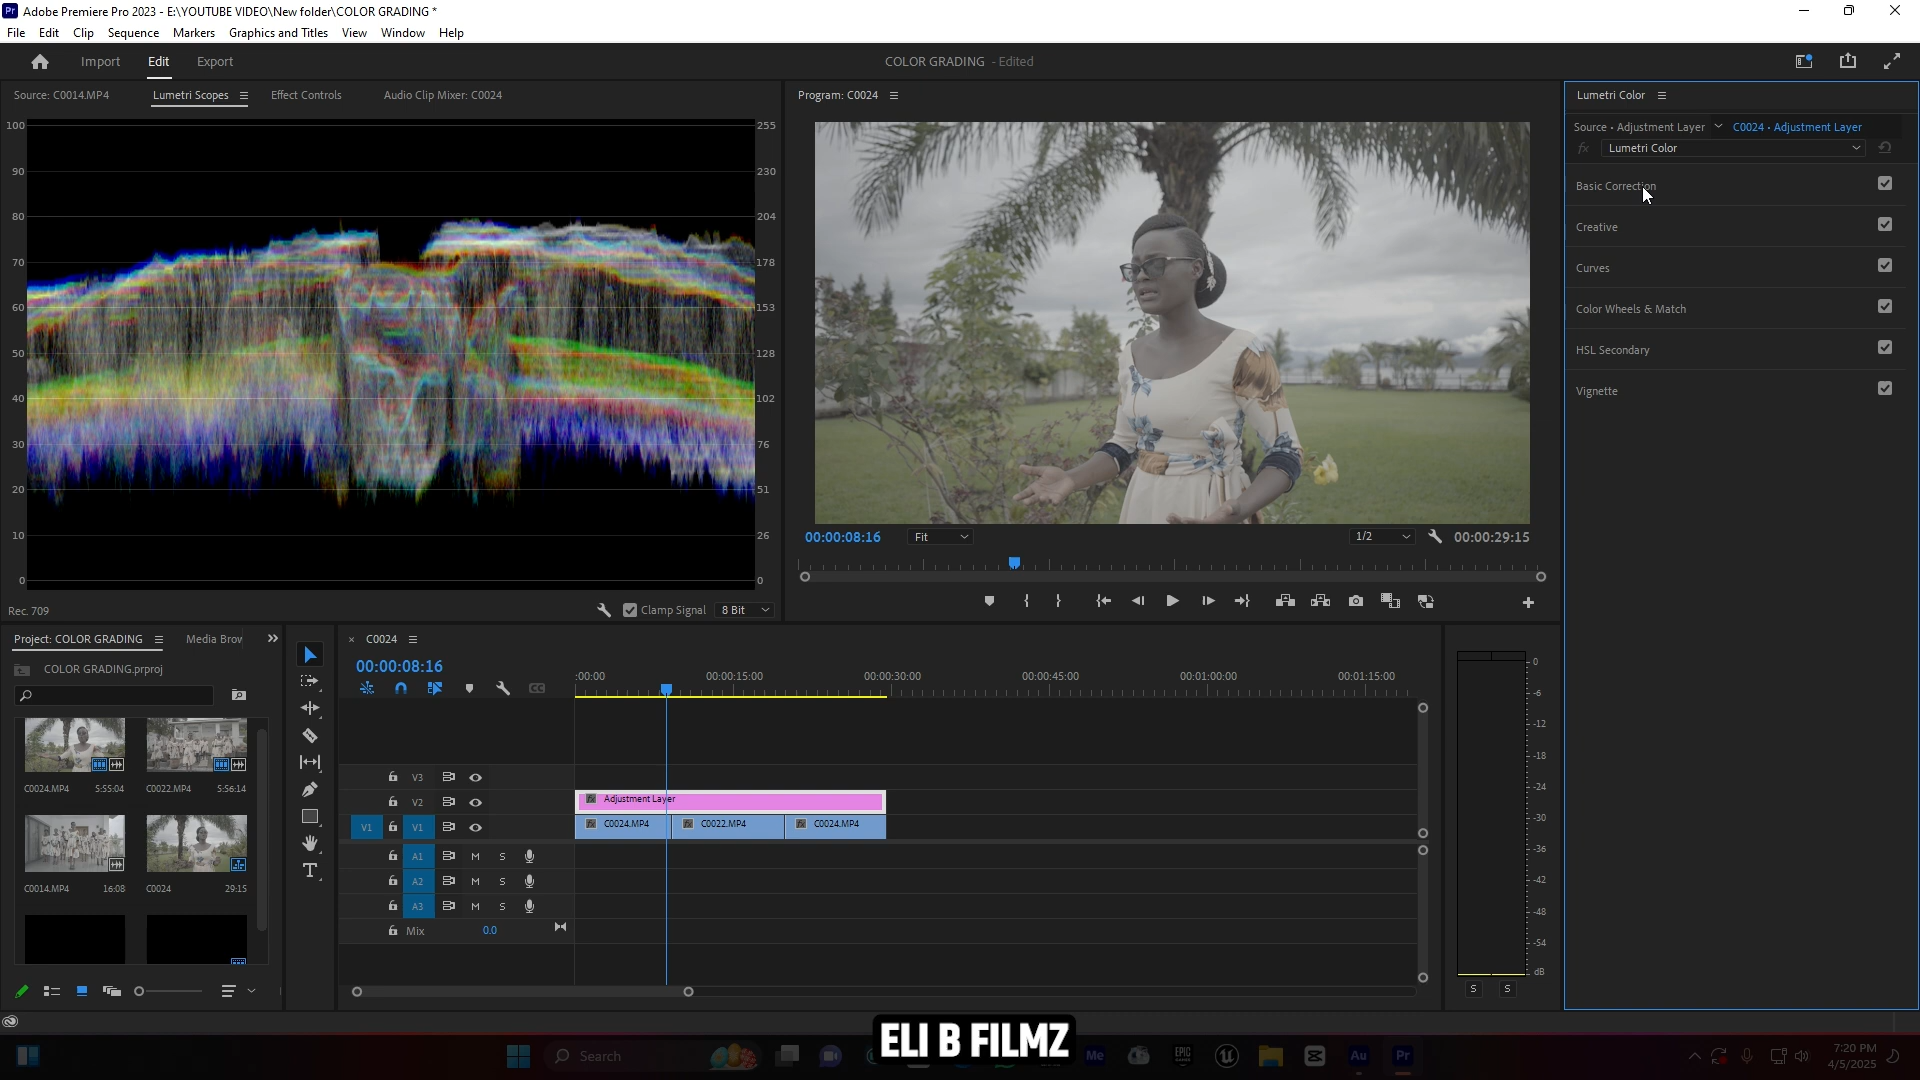 Adobe Premiere Pro 2023 - E:\YOUTUBE VIDEO\New folder\COLOR GRADING *
File Edit Clip Sequence Markers Graphics and Titles View Window Help
Import Edit Export
COLOR GRADING - Edited
Source: C0014.MP4 Lumetri Scopes Effect Controls Audio Clip Mixer: C0024
100 255
90 230
80 204
70 178
60 153
50 128
40 102
30 76
20 51
10 26
0 0
Rec. 709 Clamp Signal 8 Bit
Program: C0024
00:00:08:16 Fit 1/2 00:00:29:15
Lumetri Color
Source • Adjustment Layer C0024 • Adjustment Layer
fx Lumetri Color
Basic Correction
Creative
Curves
Color Wheels & Match
HSL Secondary
Vignette
Project: COLOR GRADING Media Brow
COLOR GRADING.prproj
C0024.MP4 5:55:04 C0022.MP4 5:56:14
C0014.MP4 16:08 C0024 29:15
C0024
00:00:08:16
:00:00 00:00:15:00 00:00:30:00 00:00:45:00 00:01:00:00 00:01:15:00
V3
V2 fx Adjustment Layer
V1 V1 fx C0024.MP4 fx C0022.MP4 fx C0024.MP4
A1 M S
A2 M S
A3 M S
Mix 0.0
0
-6
-12
-18
-24
-30
-36
-42
-48
-54
dB
S S
ELI B FILMZ
Search
Me
EPIC
Au
Pr
7:20 PM
4/5/2025